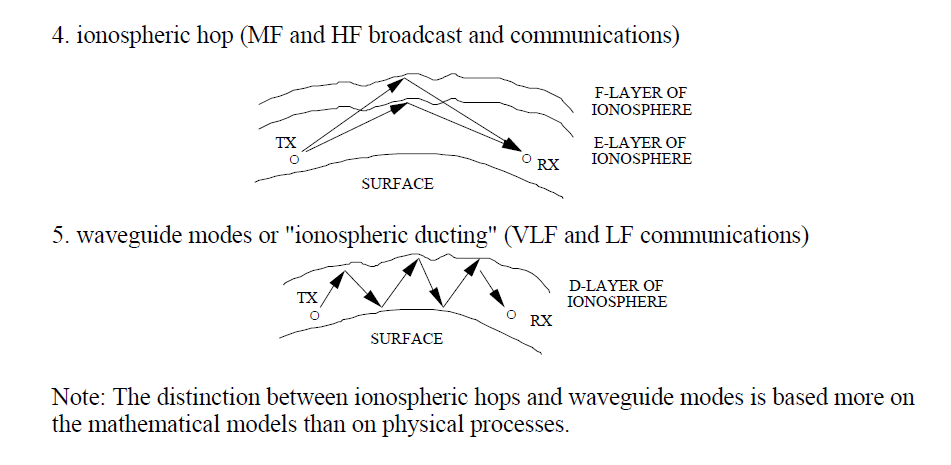 4. ionospheric hop (MF and HF broadcast and communications)
F-LAYER OF
IONOSPHERE
TX
E-LAYER OF
IONOSPHERE
RX
SURFACE
5. waveguide modes or "ionospheric ducting" (VLF and LF communications)
D-LAYER OF
IONOSPHERE
TX
RX
SURFACE
Note: The distinction between ionospheric hops and waveguide modes is based more on
the mathematical models than on physical processes.